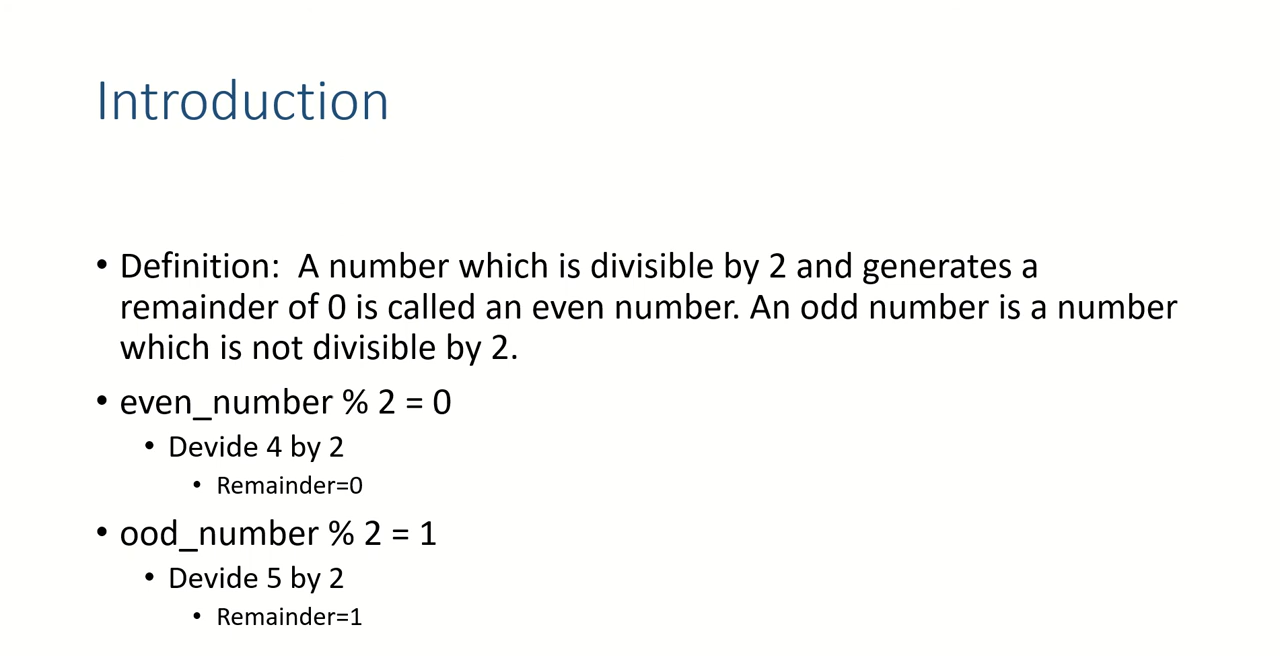 Introduction
• Definition:  A number which is divisible by 2 and generates a
remainder of 0 is called an even number. An odd number is a number
which is not divisible by 2.
• even_number % 2 = 0
• Devide 4 by 2
• Remainder=0
• ood_number % 2 = 1
• Devide 5 by 2
• Remainder=1